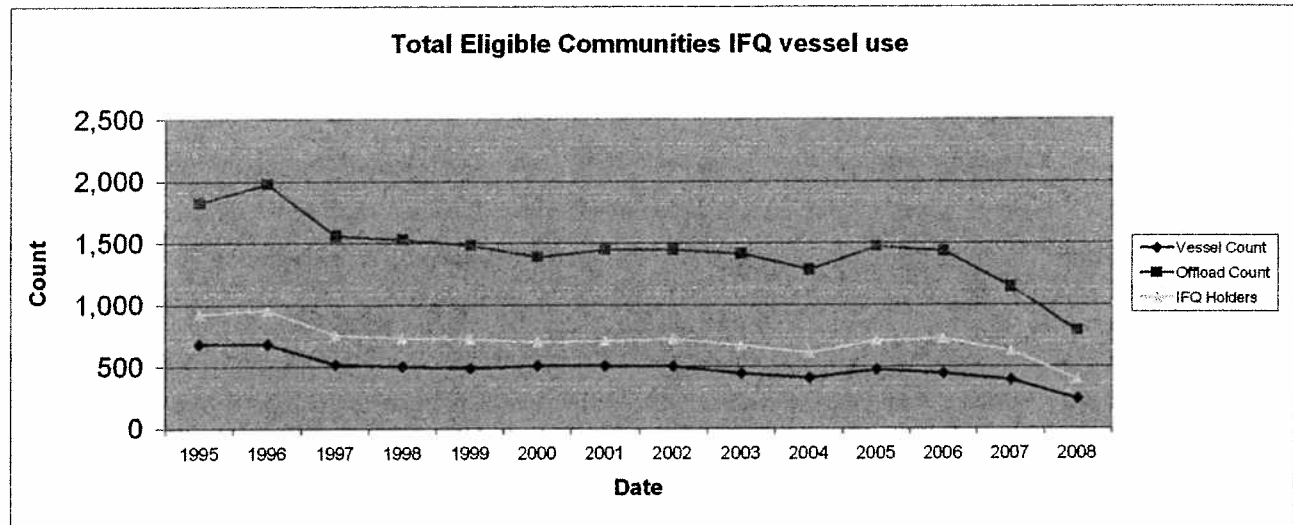 Total Eligible Communities IFQ vessel use
2,500
2,000
1,500
1,000
500
0
Count
1995 1996 1997 1998 1999 2000 2001 2002 2003 2004 2005 2006 2007 2008
Date
Vessel Count
Offload Count
IFQ Holders